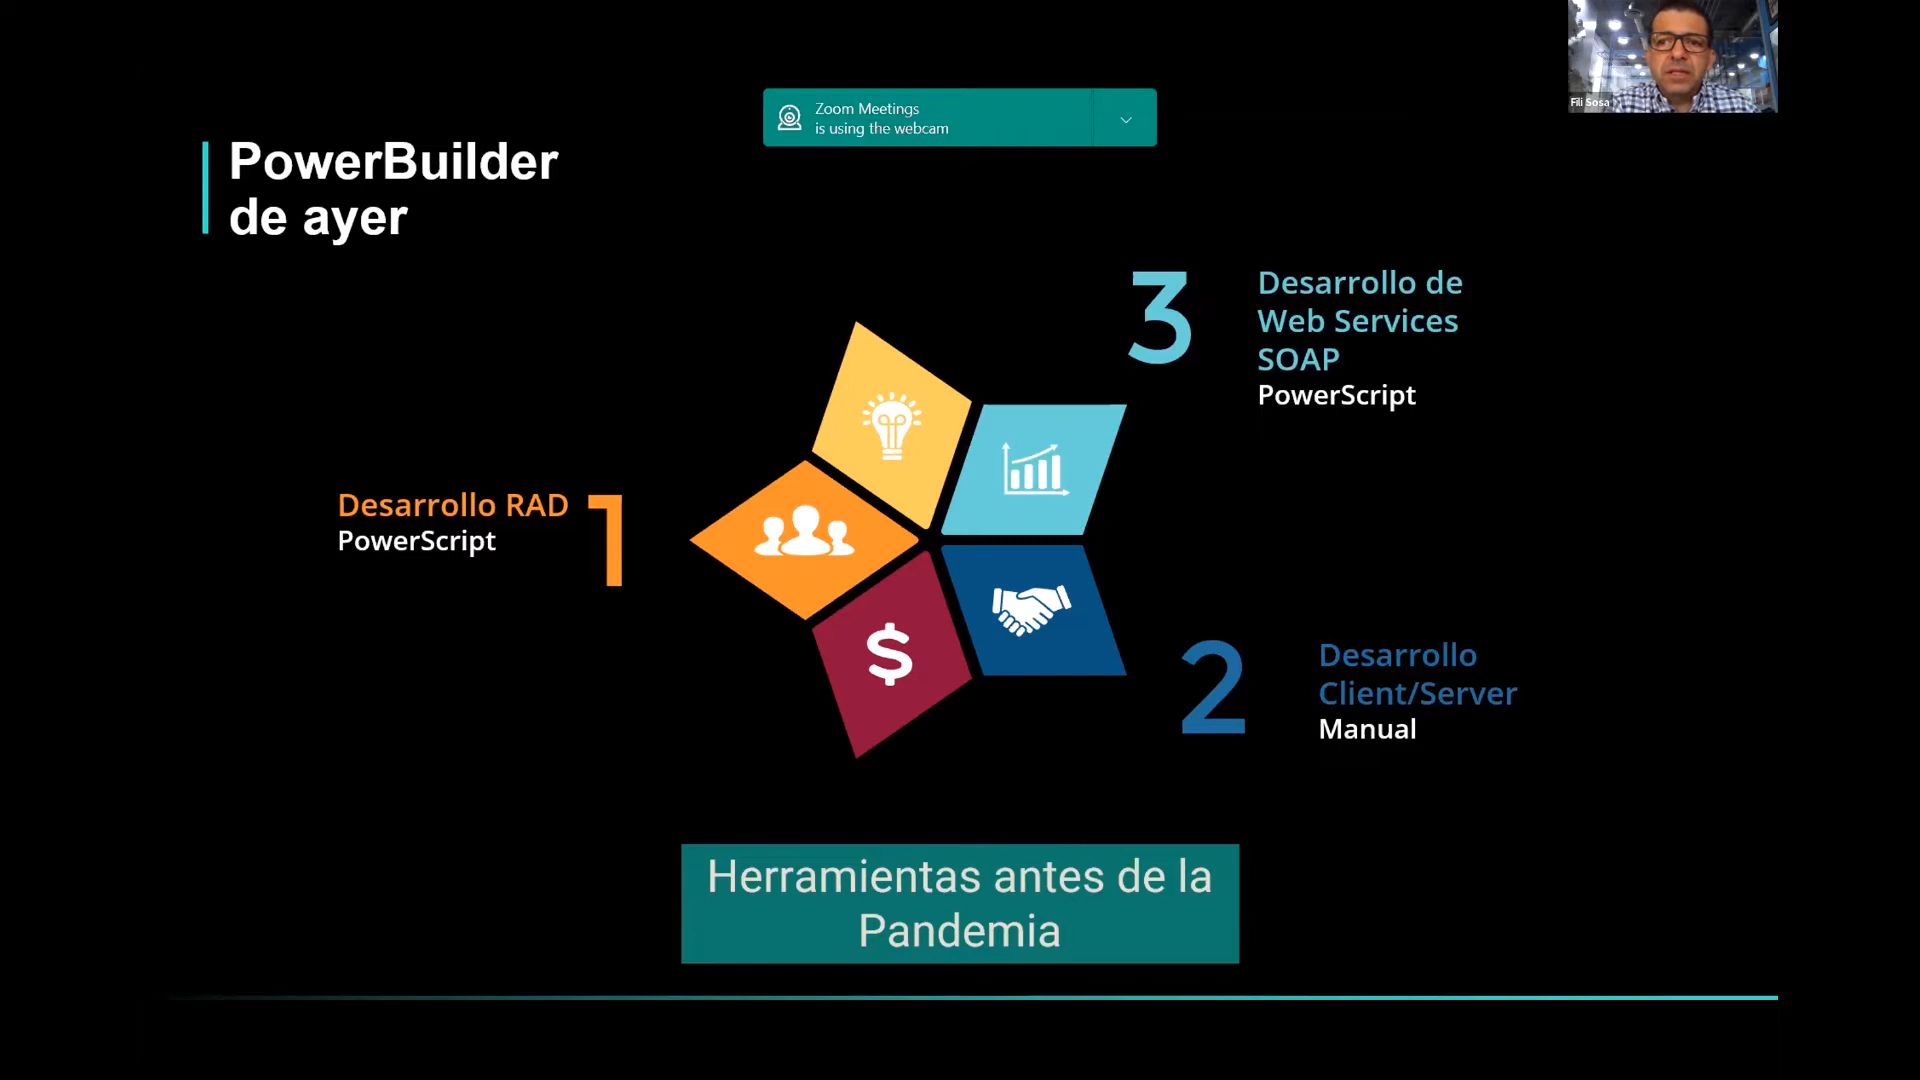 Fili Sosa
Zoom Meetings
is using the webcam
PowerBuilder
de ayer
3
Desarrollo de
Web Services
SOAP
PowerScript
Desarrollo RAD
PowerScript
1
$
2
Desarrollo
Client/Server
Manual
Herramientas antes de la
Pandemia